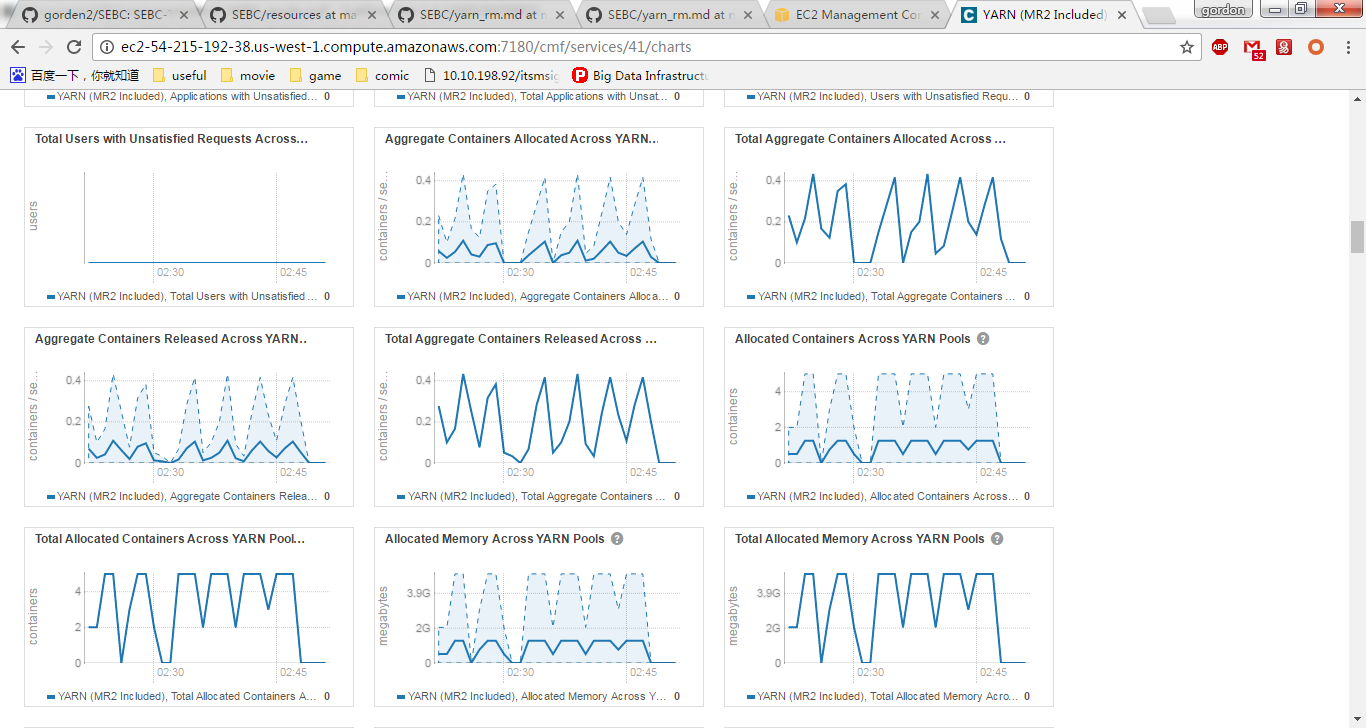 gorden2/SEBC: SEBC-
SEBC/resources at ma
SEBC/yarn_rm.md at m
SEBC/yarn_rm.md at m
EC2 Management Co
YARN (MR2 Included)
gordon
ec2-54-215-192-38.us-west-1.compute.amazonaws.com:7180/cmf/services/41/charts
ABP
52
百度一下，你就知道
useful
movie
game
comic
10.10.198.92/itsmsig
Big Data Infrastructu
YARN (MR2 Included), Applications with Unsatisfied... 0
YARN (MR2 Included), Total Applications with Unsat... 0
YARN (MR2 Included), Users with Unsatisfied Requ... 0
Total Users with Unsatisfied Requests Across...
users
02:30
02:45
YARN (MR2 Included), Total Users with Unsatisfied ... 0
Aggregate Containers Allocated Across YARN...
containers / se...
0.4
0.2
0
02:30
02:45
YARN (MR2 Included), Aggregate Containers Alloca... 0
Total Aggregate Containers Allocated Across ...
containers / se...
0.4
0.2
0
02:30
02:45
YARN (MR2 Included), Total Aggregate Containers ... 0
Aggregate Containers Released Across YARN..
containers / se...
0.4
0.2
0
02:30
02:45
YARN (MR2 Included), Aggregate Containers Relea... 0
Total Aggregate Containers Released Across ...
containers / se...
0.4
0.2
0
02:30
02:45
YARN (MR2 Included), Total Aggregate Containers ... 0
Allocated Containers Across YARN Pools ?
containers
4
2
0
02:30
02:45
YARN (MR2 Included), Allocated Containers Across... 0
Total Allocated Containers Across YARN Pool...
containers
4
2
0
02:30
02:45
YARN (MR2 Included), Total Allocated Containers A... 0
Allocated Memory Across YARN Pools ?
megabytes
3.9G
2G
0
02:30
02:45
YARN (MR2 Included), Allocated Memory Across Y... 0
Total Allocated Memory Across YARN Pools ?
megabytes
3.9G
2G
0
02:30
02:45
YARN (MR2 Included), Total Allocated Memory Acro... 0